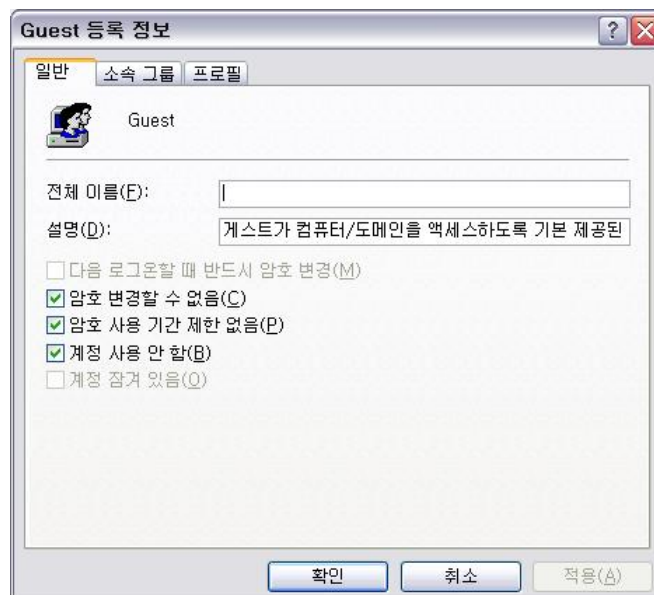 Guest 등록 정보
일반 소속 그룹 프로필
Guest
전체 이름(F):
설명(D): 게스트가 컴퓨터/도메인을 액세스하도록 기본 제공된
다음 로그온할 때 반드시 암호 변경(M)
암호 변경할 수 없음(C)
암호 사용 기간 제한 없음(P)
계정 사용 안 함(B)
계정 잠겨 있음(O)
확인 취소 적용(A)